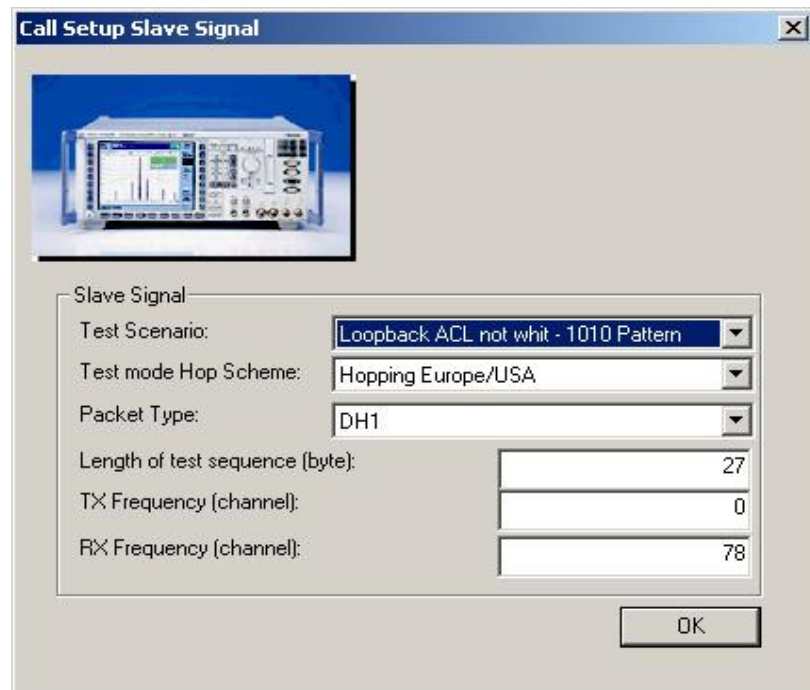 Call Setup Slave Signal
Slave Signal
Test Scenario: Loopback ACL not whit - 1010 Pattern
Test mode Hop Scheme: Hopping Europe/USA
Packet Type: DH1
Length of test sequence (byte): 27
TX Frequency (channel): 0
RX Frequency (channel): 78
OK